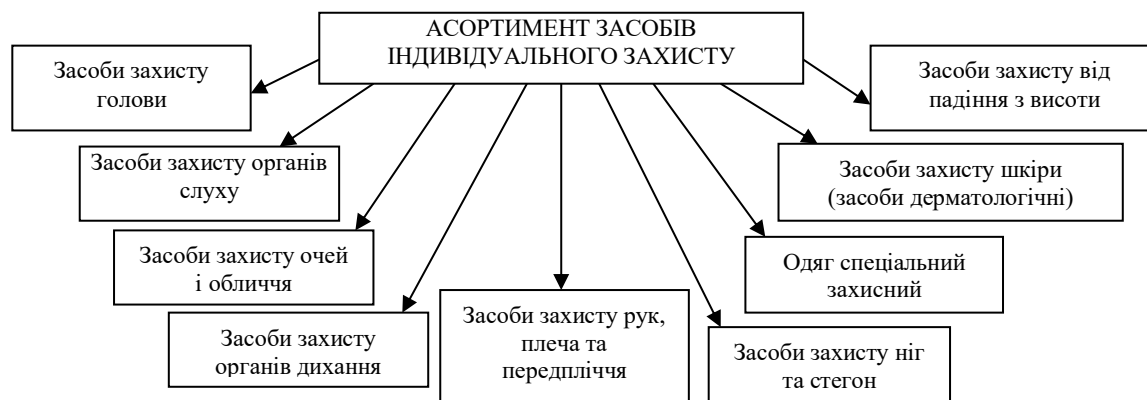 АСОРТИМЕНТ ЗАСОБІВ
ІНДИВІДУАЛЬНОГО ЗАХИСТУ
Засоби захисту
голови
Засоби захисту від
падіння з висоти
Засоби захисту органів
слуху
Засоби захисту шкіри
(засоби дерматологічні)
Засоби захисту очей
і обличчя
Одяг спеціальний
захисний
Засоби захисту
органів дихання
Засоби захисту рук,
плеча та
передпліччя
Засоби захисту ніг
та стегон